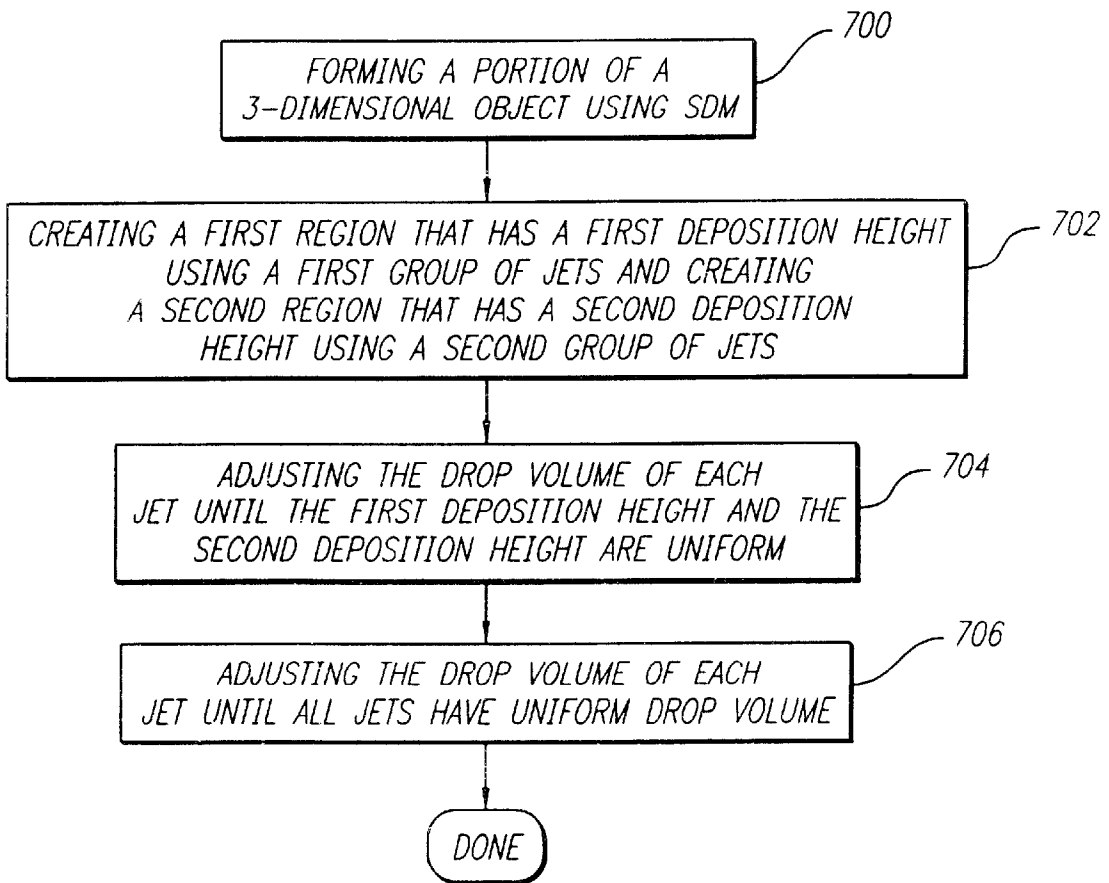 700
FORMING A PORTION OF A
3-DIMENSIONAL OBJECT USING SDM
702
CREATING A FIRST REGION THAT HAS A FIRST DEPOSITION HEIGHT
USING A FIRST GROUP OF JETS AND CREATING
A SECOND REGION THAT HAS A SECOND DEPOSITION
HEIGHT USING A SECOND GROUP OF JETS
704
ADJUSTING THE DROP VOLUME OF EACH
JET UNTIL THE FIRST DEPOSITION HEIGHT AND THE
SECOND DEPOSITION HEIGHT ARE UNIFORM
706
ADJUSTING THE DROP VOLUME OF EACH
JET UNTIL ALL JETS HAVE UNIFORM DROP VOLUME
DONE